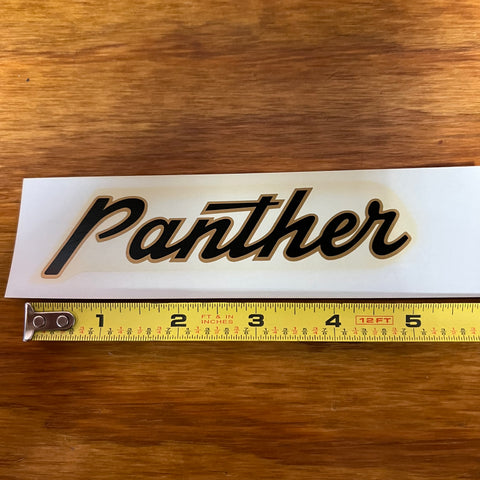 Panther
1 2 FT & IN INCHES 3 4 12FT 5